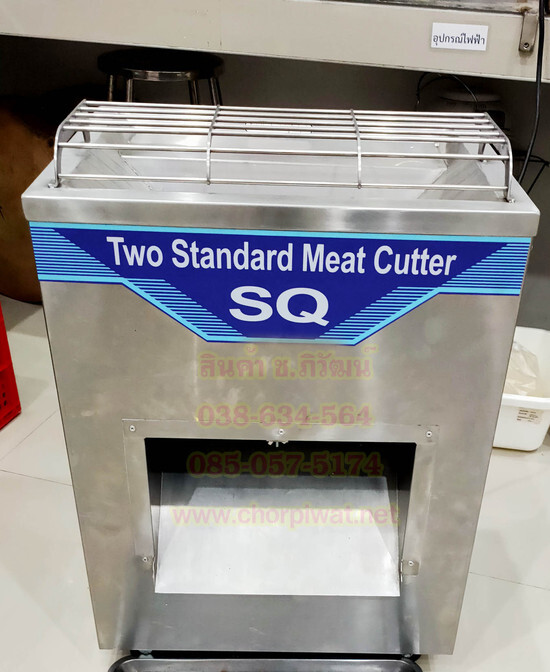 อุปกรณ์ไฟฟ้า
Two Standard Meat Cutter
SQ
สินค้า ช.ภิวัฒน์
038-634-564
085-057-5174
www.chorpiwat.net